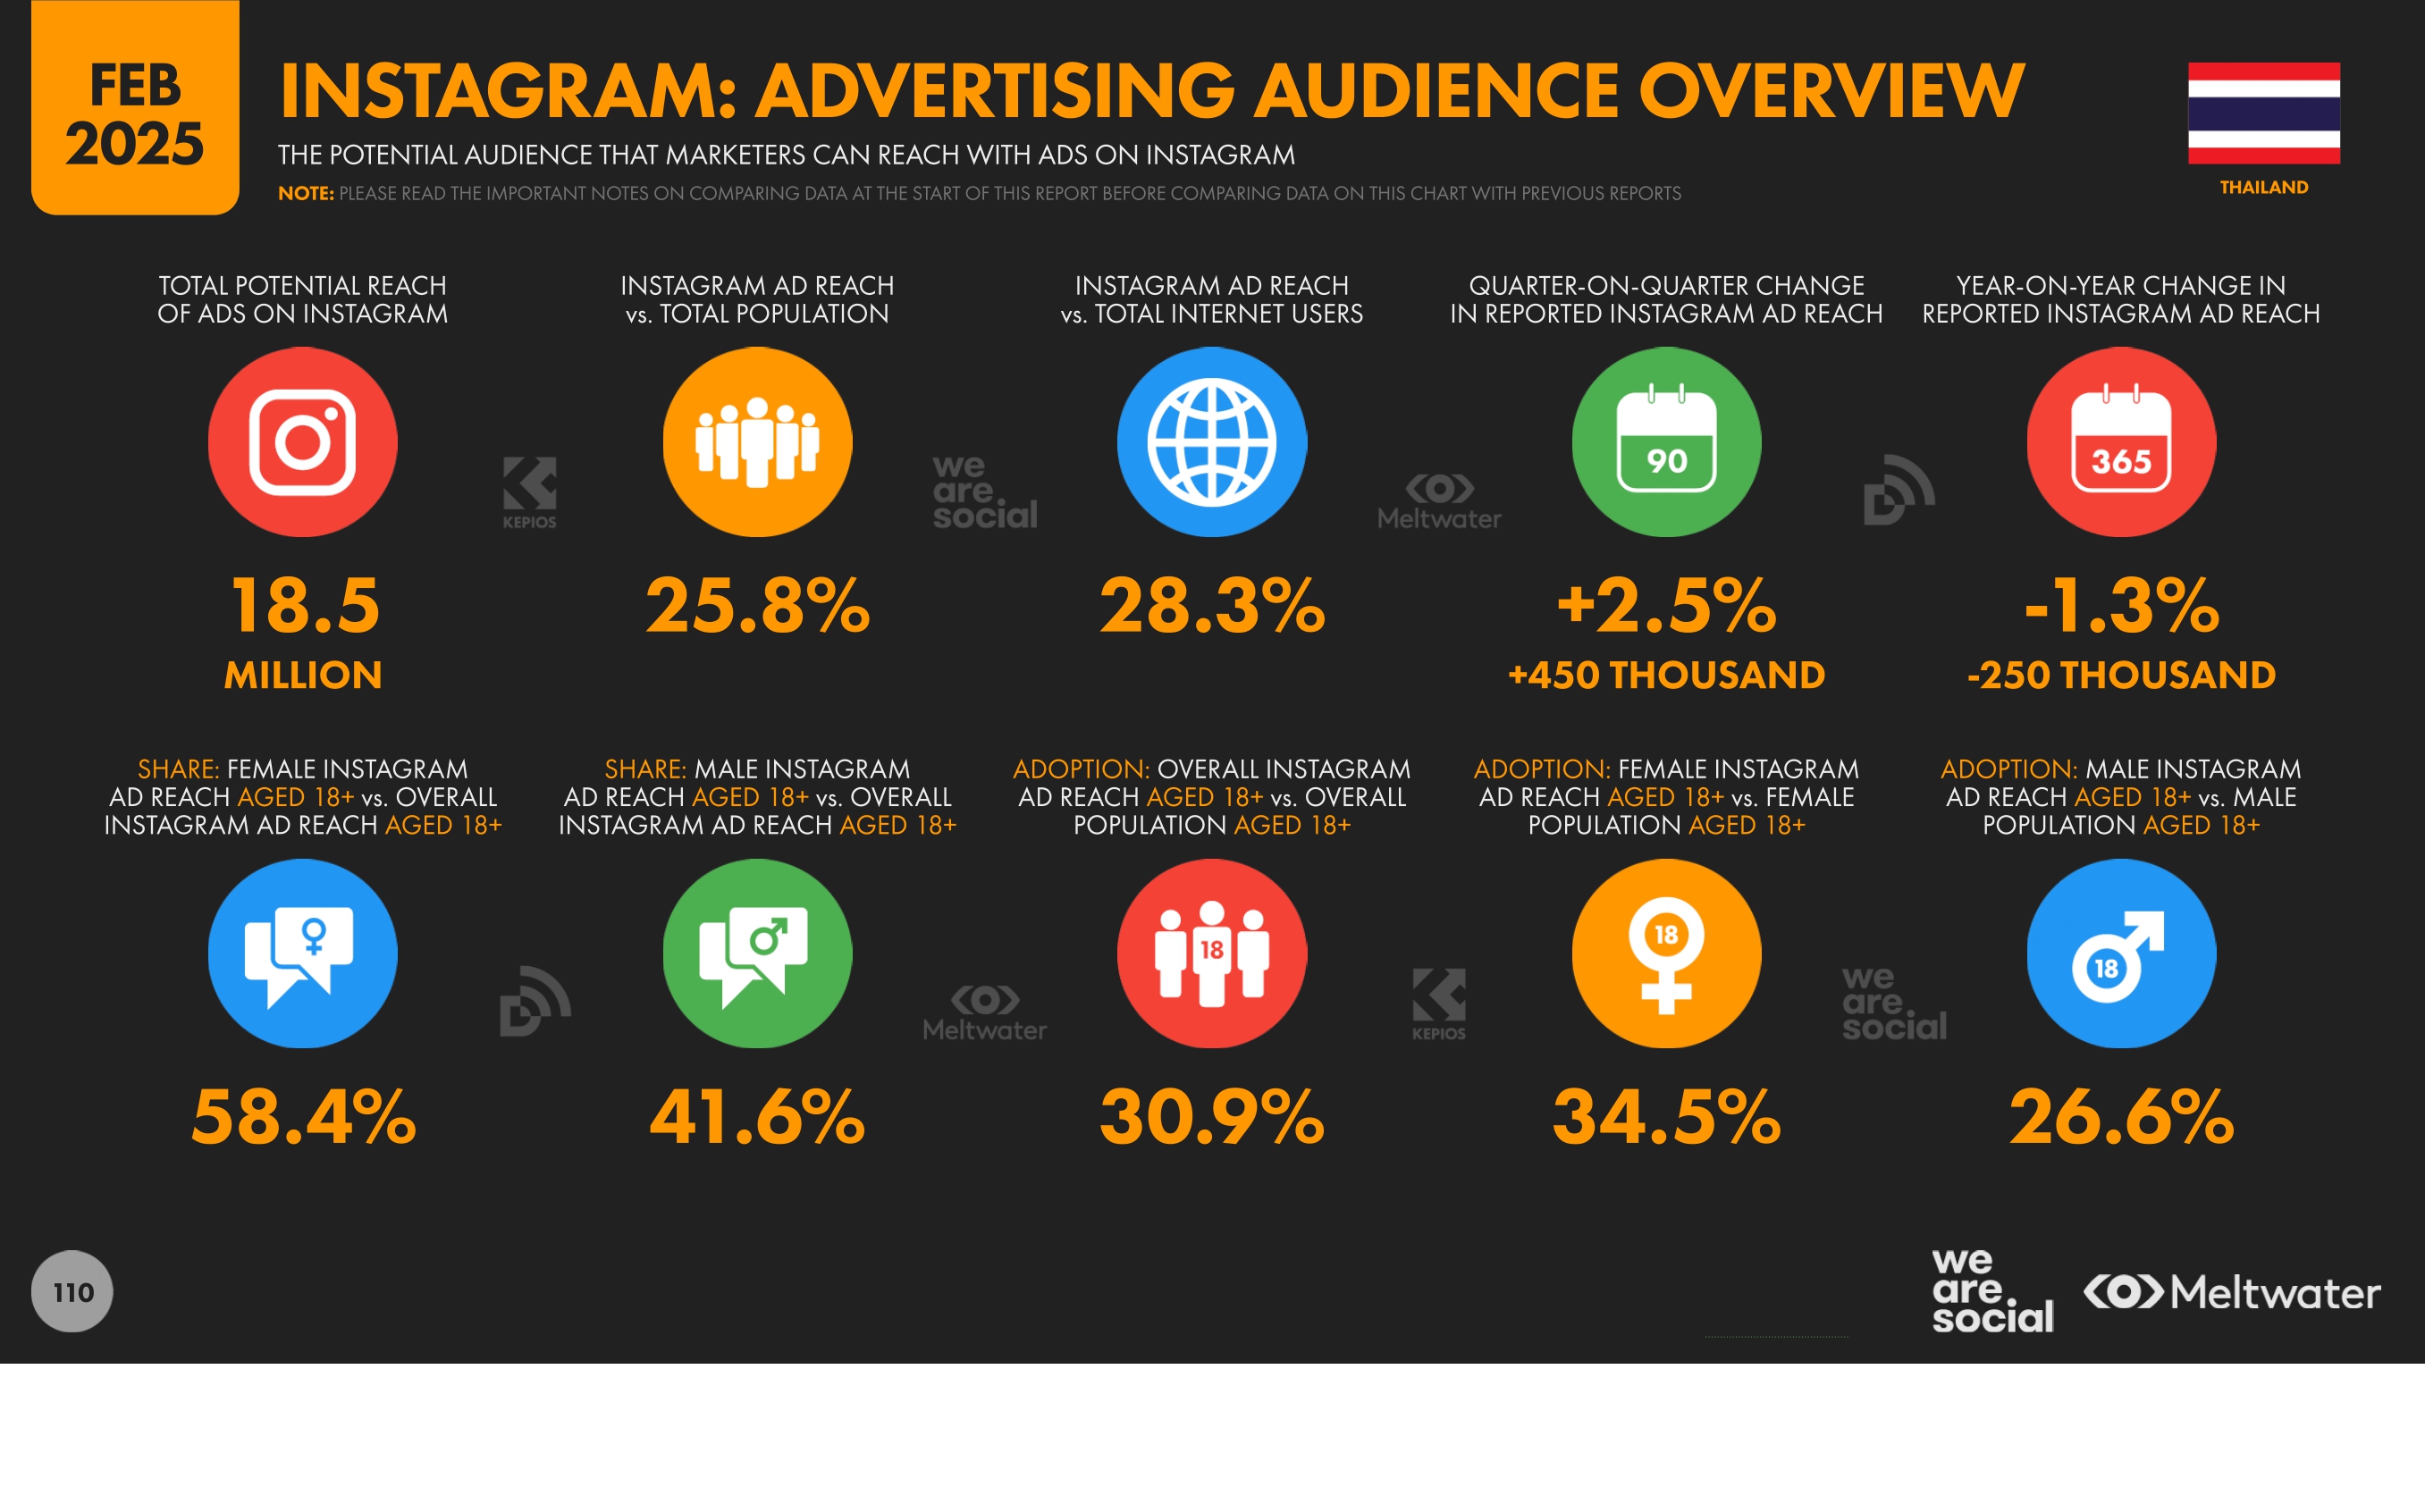 FEB
2025
INSTAGRAM: ADVERTISING AUDIENCE OVERVIEW
THE POTENTIAL AUDIENCE THAT MARKETERS CAN REACH WITH ADS ON INSTAGRAM
NOTE: PLEASE READ THE IMPORTANT NOTES ON COMPARING DATA AT THE START OF THIS REPORT BEFORE COMPARING DATA ON THIS CHART WITH PREVIOUS REPORTS
THAILAND
TOTAL POTENTIAL REACH
OF ADS ON INSTAGRAM
18.5
MILLION
INSTAGRAM AD REACH
vs. TOTAL POPULATION
25.8%
INSTAGRAM AD REACH
vs. TOTAL INTERNET USERS
28.3%
QUARTER-ON-QUARTER CHANGE
IN REPORTED INSTAGRAM AD REACH
90
+2.5%
+450 THOUSAND
YEAR-ON-YEAR CHANGE IN
REPORTED INSTAGRAM AD REACH
365
-1.3%
-250 THOUSAND
KEPIOS
we
are
social
Meltwater
SHARE: FEMALE INSTAGRAM
AD REACH AGED 18+ vs. OVERALL
INSTAGRAM AD REACH AGED 18+
58.4%
SHARE: MALE INSTAGRAM
AD REACH AGED 18+ vs. OVERALL
INSTAGRAM AD REACH AGED 18+
41.6%
ADOPTION: OVERALL INSTAGRAM
AD REACH AGED 18+ vs. OVERALL
POPULATION AGED 18+
18
30.9%
ADOPTION: FEMALE INSTAGRAM
AD REACH AGED 18+ vs. FEMALE
POPULATION AGED 18+
18
34.5%
ADOPTION: MALE INSTAGRAM
AD REACH AGED 18+ vs. MALE
POPULATION AGED 18+
18
26.6%
Meltwater
KEPIOS
we
are
social
110
we
are
social
Meltwater